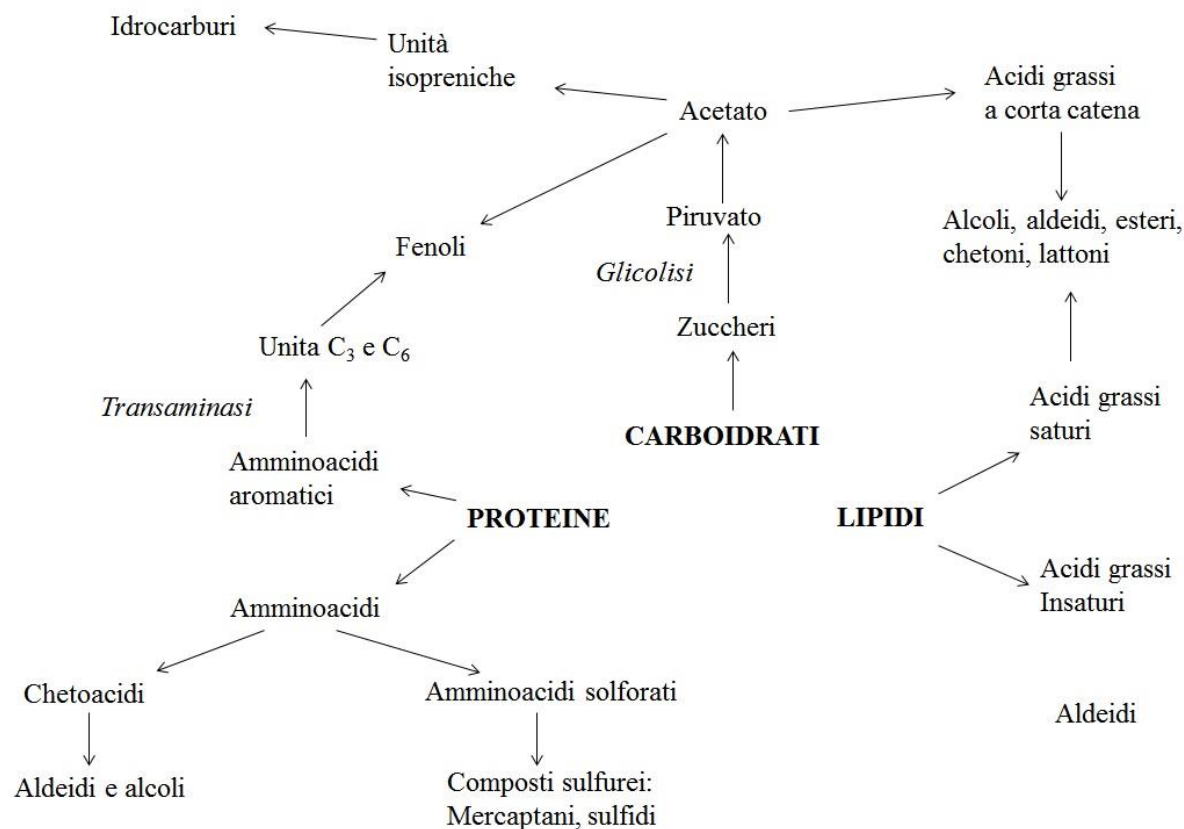 Idrocarburi
Unità
isopreniche
Acetato
Acidi grassi
a corta catena
Piruvato
Alcoli, aldeidi, esteri,
chetoni, lattoni
Fenoli
Glicolisi
Zuccheri
Unita C₃ e C₆
Transaminasi
Acidi grassi
saturi
CARBOIDRATI
Amminoacidi
aromatici
PROTEINE
LIPIDI
Acidi grassi
Insaturi
Amminoacidi
Chetoacidi
Amminoacidi solforati
Aldeidi
Aldeidi e alcoli
Composti sulfurei:
Mercaptani, sulfidi